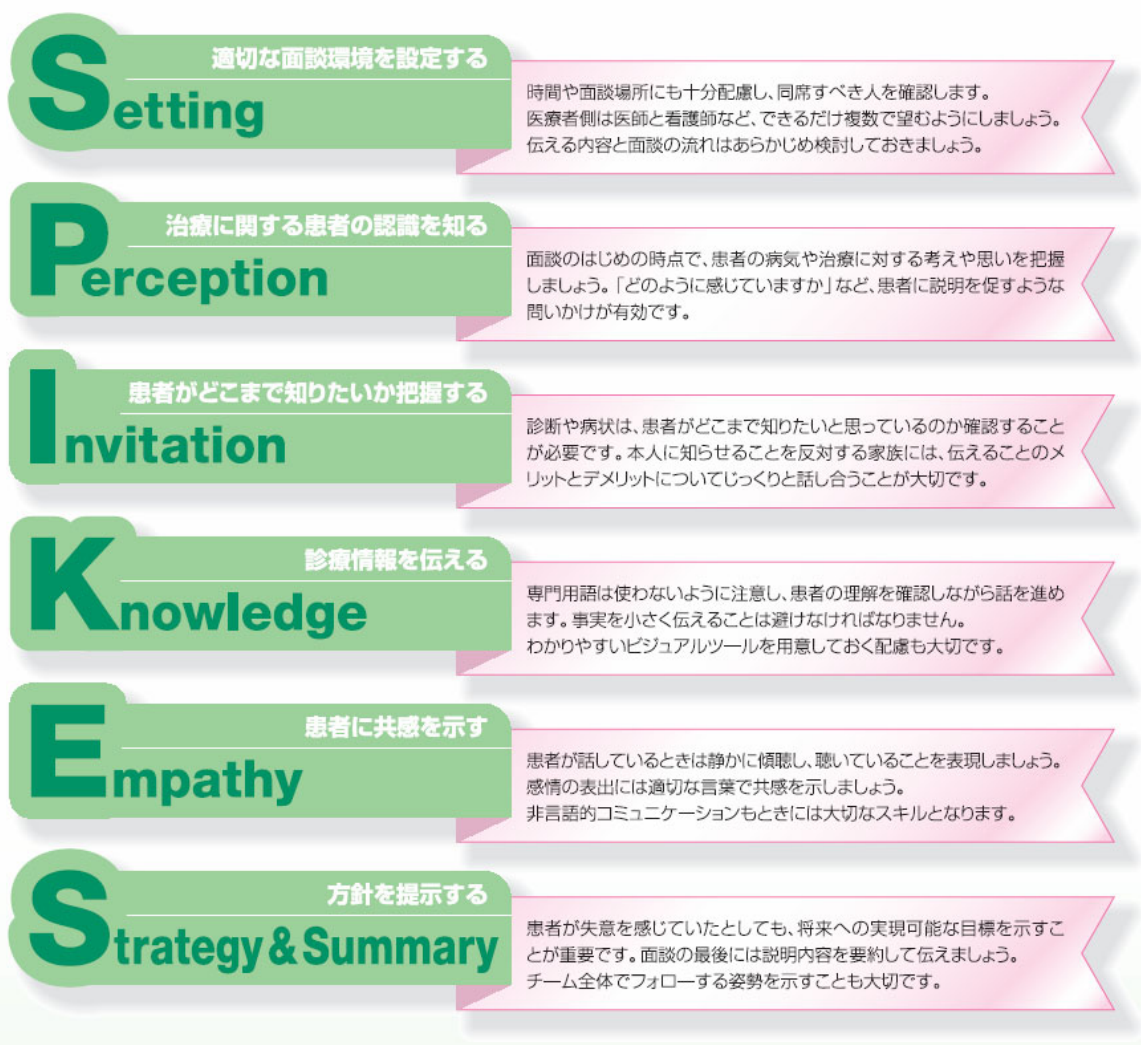 適切な面談環境を設定する
Setting
時間や面談場所にも十分配慮し、同席すべき人を確認します。
医療者側は医師と看護師など、できるだけ複数で望むようにしましょう。
伝える内容と面談の流れはあらかじめ検討しておきましょう。
治療に関する患者の認識を知る
Perception
面談のはじめの時点で、患者の病気や治療に対する考えや思いを把握
しましょう。「どのように感じていますか」など、患者に説明を促すような
問いかけが有効です。
患者がどこまで知りたいか把握する
Invitation
診断や病状は、患者がどこまで知りたいと思っているのか確認すること
が必要です。本人に知らせることを反対する家族には、伝えることのメ
リットとデメリットについてじっくりと話し合うことが大切です。
診療情報を伝える
Knowledge
専門用語は使わないように注意し、患者の理解を確認しながら話を進め
ます。事実を小さく伝えることは避けなければなりません。
わかりやすいビジュアルツールを用意しておく配慮も大切です。
患者に共感を示す
Empathy
患者が話しているときは静かに傾聴し、聴いていることを表現しましょう。
感情の表出には適切な言葉で共感を示しましょう。
非言語的コミュニケーションもときには大切なスキルとなります。
方針を提示する
Strategy & Summary
患者が失意を感じていたとしても、将来への実現可能な目標を示すこ
とが重要です。面談の最後には説明内容を要約して伝えましょう。
チーム全体でフォローする姿勢を示すことも大切です。